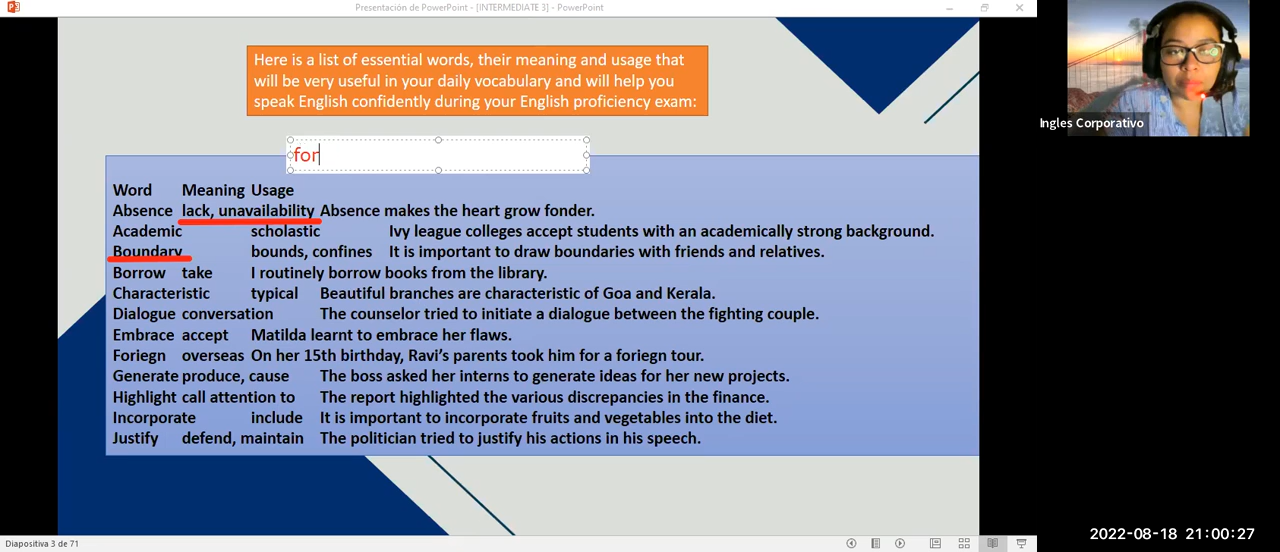 Presentación de PowerPoint - [INTERMEDIATE 3] - PowerPoint
Here is a list of essential words, their meaning and usage that
will be very useful in your daily vocabulary and will help you
speak English confidently during your English proficiency exam:
for
Word Meaning Usage
Absence lack, unavailability Absence makes the heart grow fonder.
Academic scholastic Ivy league colleges accept students with an academically strong background.
Boundary bounds, confines It is important to draw boundaries with friends and relatives.
Borrow take I routinely borrow books from the library.
Characteristic typical Beautiful branches are characteristic of Goa and Kerala.
Dialogue conversation The counselor tried to initiate a dialogue between the fighting couple.
Embrace accept Matilda learnt to embrace her flaws.
Foriegn overseas On her 15th birthday, Ravi’s parents took him for a foriegn tour.
Generate produce, cause The boss asked her interns to generate ideas for her new projects.
Highlight call attention to The report highlighted the various discrepancies in the finance.
Incorporate include It is important to incorporate fruits and vegetables into the diet.
Justify defend, maintain The politician tried to justify his actions in his speech.
Diapositiva 3 de 71
Ingles Corporativo
2022-08-18 21:00:27